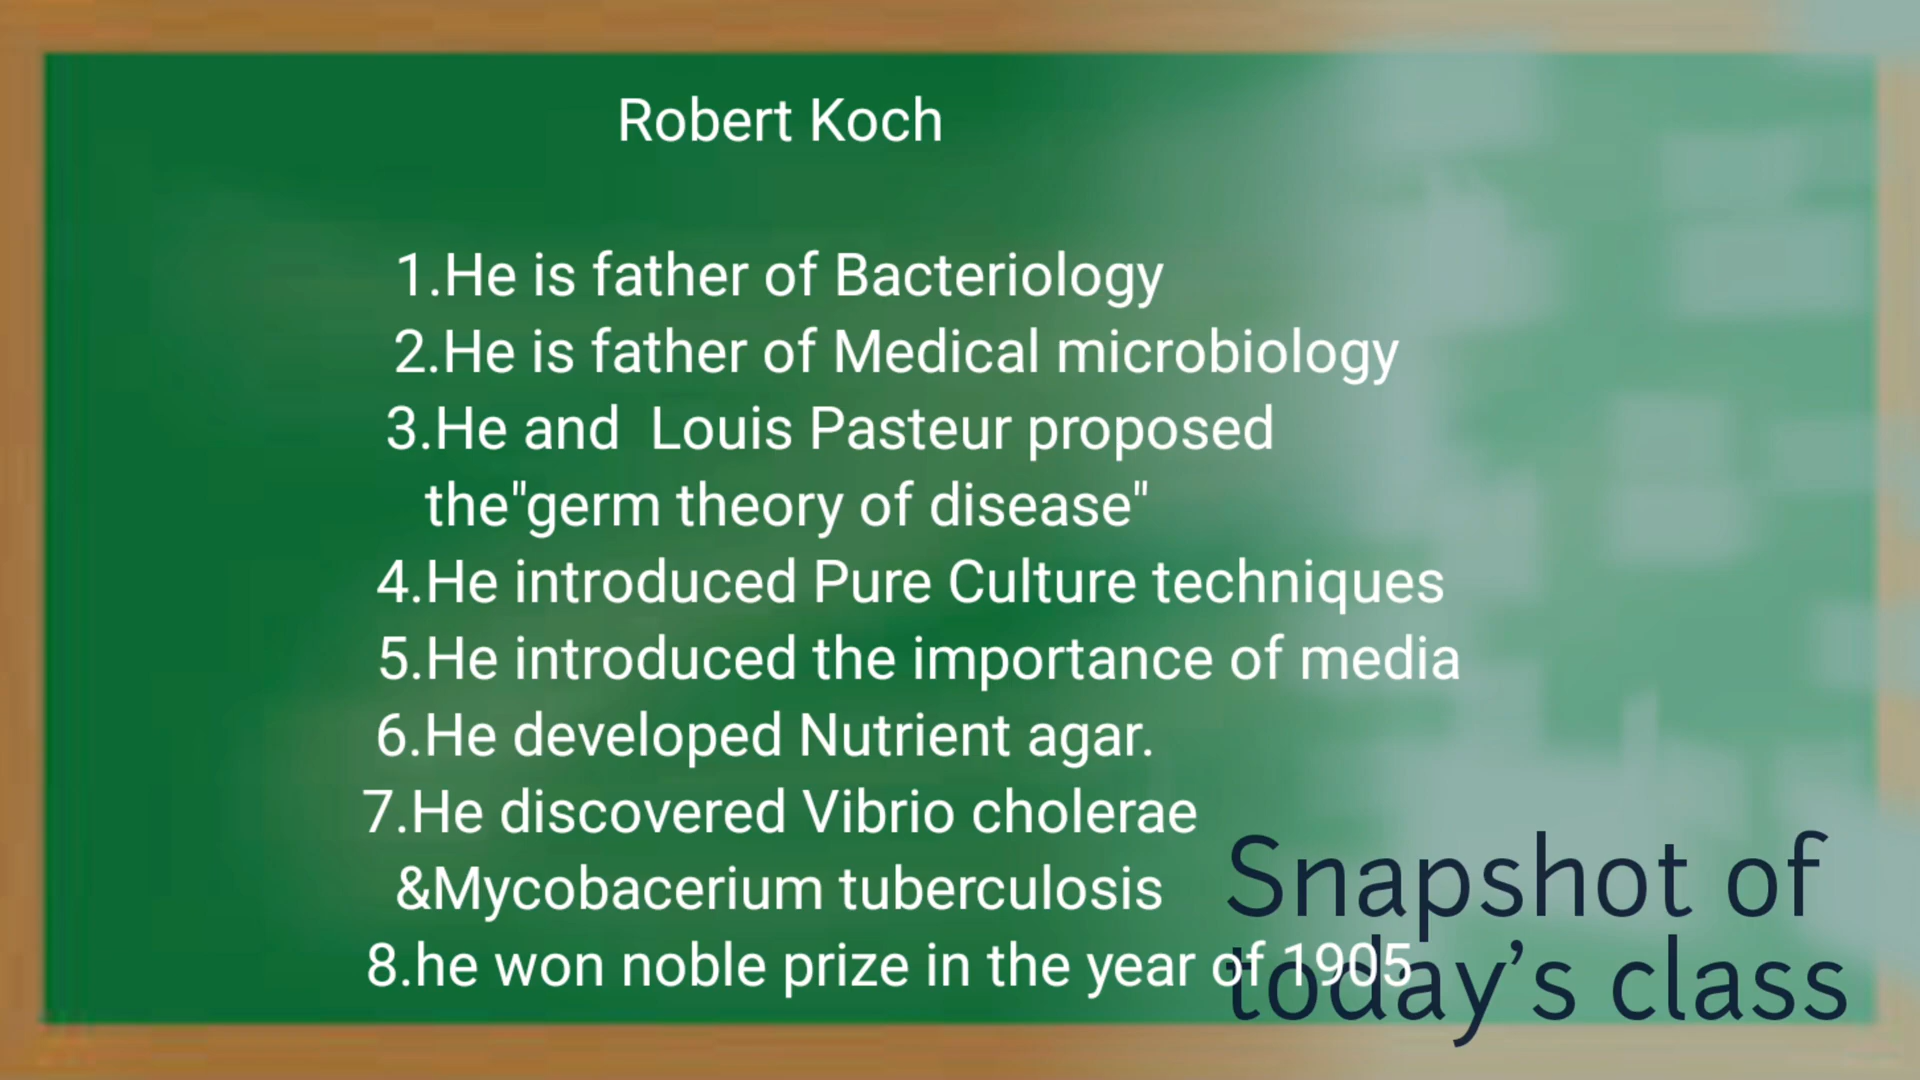 Robert Koch
1.He is father of Bacteriology
2.He is father of Medical microbiology
3.He and  Louis Pasteur proposed
the"germ theory of disease"
4.He introduced Pure Culture techniques
5.He introduced the importance of media
6.He developed Nutrient agar.
7.He discovered Vibrio cholerae
&Mycobacerium tuberculosis
8.he won noble prize in the year of 1905
Snapshot of
today’s class